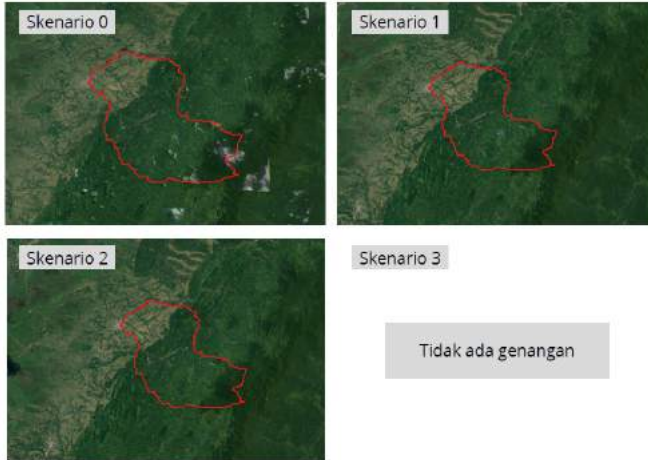 Skenario 0
Skenario 1
Skenario 2
Skenario 3
Tidak ada genangan